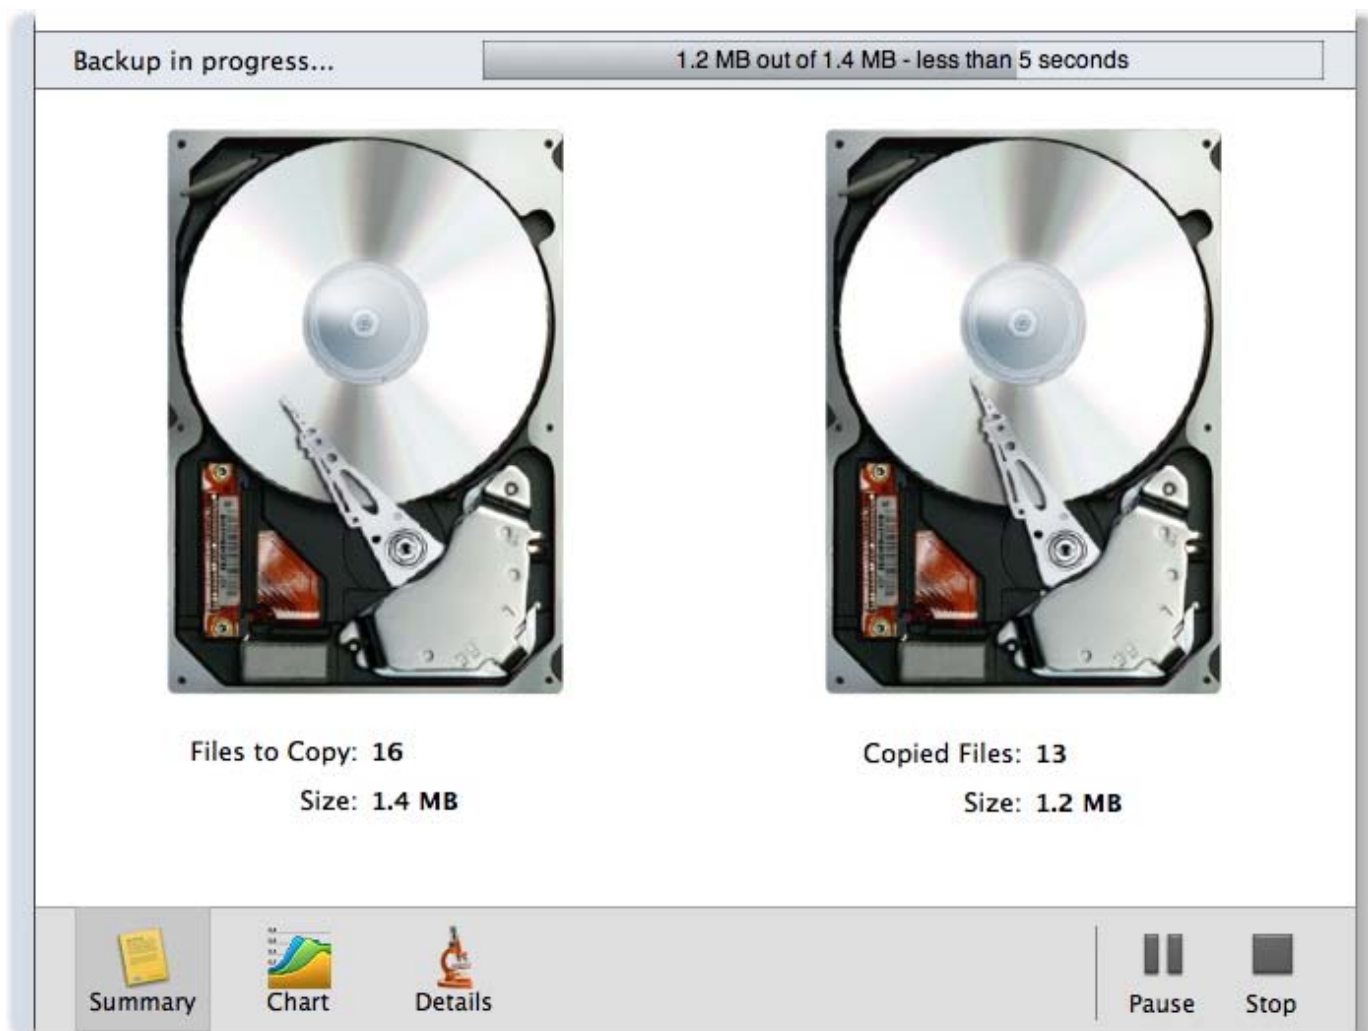 Backup in progress...
1.2 MB out of 1.4 MB - less than 5 seconds
Files to Copy: 16
Size: 1.4 MB
Copied Files: 13
Size: 1.2 MB
Summary
Chart
Details
Pause
Stop